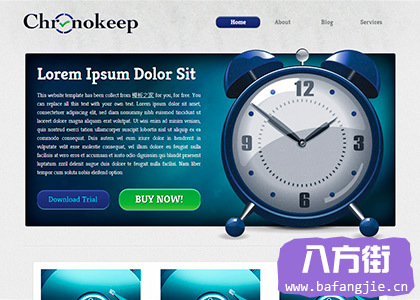 Chronokeep
Home About Blog Services
Lorem Ipsum Dolor Sit
This website template has been collect from 模板之家 for you, for free. You
can replace all this text with your own text. Lorem ipsum dolor sit amet,
consectetuer adipiscing elit, sed diam nonummy nibh euismod tincidunt ut
laoreet dolore magna aliquam erat volutpat. Ut wisi enim ad minim veniam,
quis nostrud exerci tation ullamcorper suscipit lobortis nisl ut aliquip ex ea
commodo consequat. Duis autem vel eum iriure dolor in hendrerit in
vulputate velit esse molestie consequat, vel illum dolore eu feugiat nulla
facilisis at vero eros et accumsan et iusto odio dignissim qui blandit praesent
luptatum zzril delenit augue duis dolore te feugait nulla facilisi. Nam liber
tempor cum soluta nobis eleifend option
Download Trial
BUY NOW!
12
3
6
9
八方街
www.bafangjie.cn